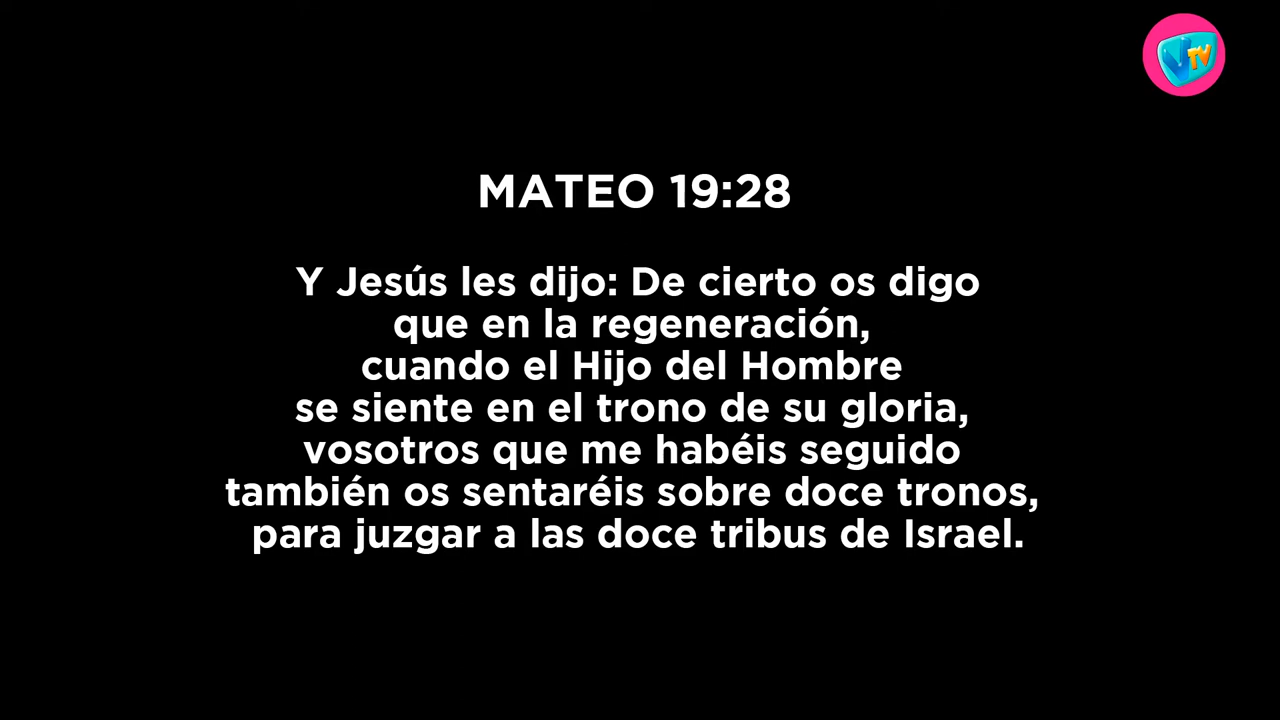 VTV
MATEO 19:28
Y Jesús les dijo: De cierto os digo
que en la regeneración,
cuando el Hijo del Hombre
se siente en el trono de su gloria,
vosotros que me habéis seguido
también os sentaréis sobre doce tronos,
para juzgar a las doce tribus de Israel.